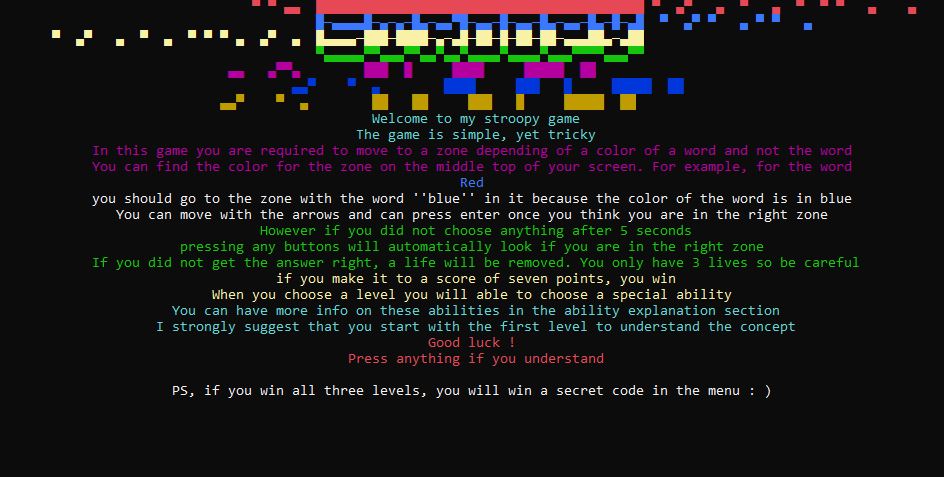 Welcome to my stroopy game
The game is simple, yet tricky
In this game you are required to move to a zone depending of a color of a word and not the word
You can find the color for the zone on the middle top of your screen. For example, for the word
Red
you should go to the zone with the word ''blue'' in it because the color of the word is in blue
You can move with the arrows and can press enter once you think you are in the right zone
However if you did not choose anything after 5 seconds
pressing any buttons will automatically look if you are in the right zone
If you did not get the answer right, a life will be removed. You only have 3 lives so be careful
if you make it to a score of seven points, you win
When you choose a level you will able to choose a special ability
You can have more info on these abilities in the ability explanation section
I strongly suggest that you start with the first level to understand the concept
Good luck !
Press anything if you understand
PS, if you win all three levels, you will win a secret code in the menu : )